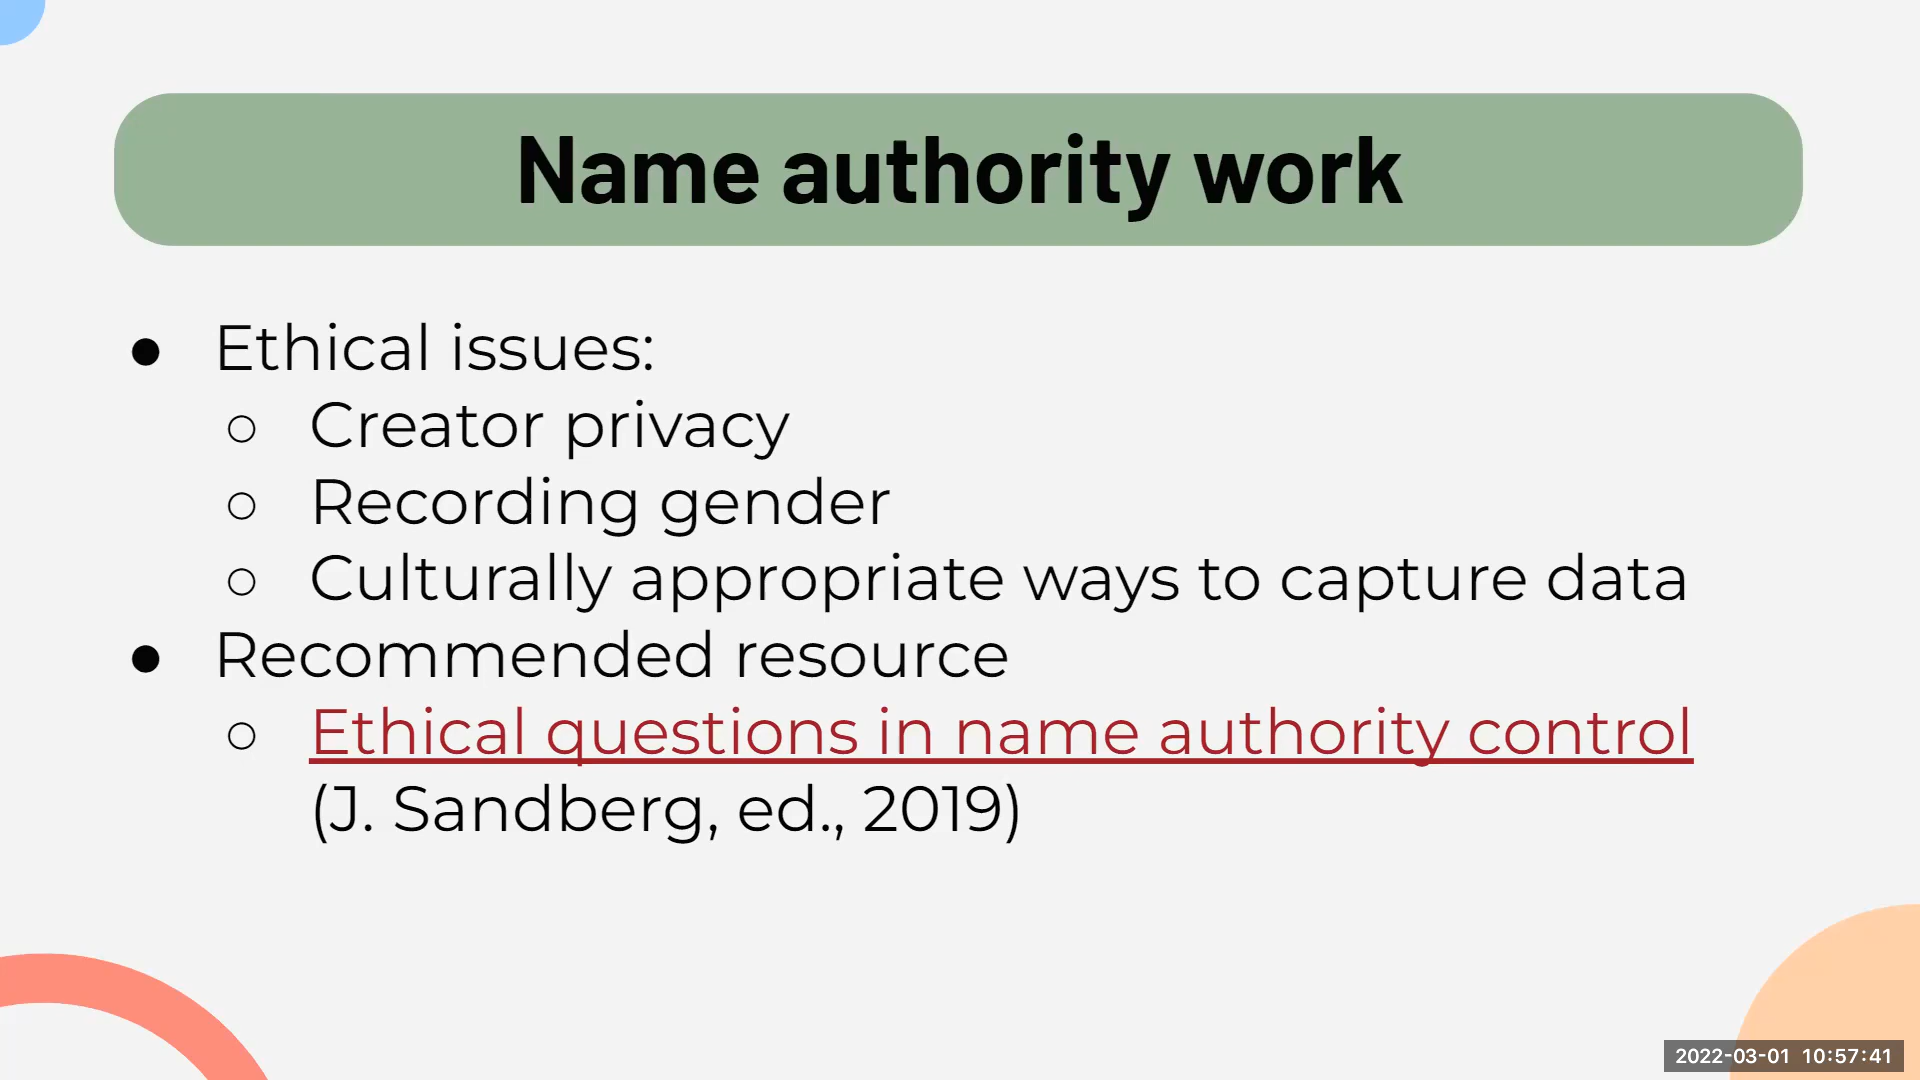 Name authority work
● Ethical issues:
○ Creator privacy
○ Recording gender
○ Culturally appropriate ways to capture data
● Recommended resource
○ Ethical questions in name authority control
(J. Sandberg, ed., 2019)
2022-03-01 10:57:41